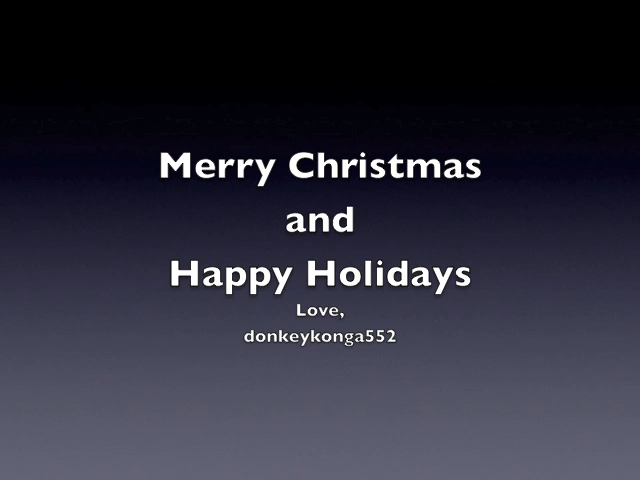 Merry Christmas
and
Happy Holidays
Love,
donkeykonga552